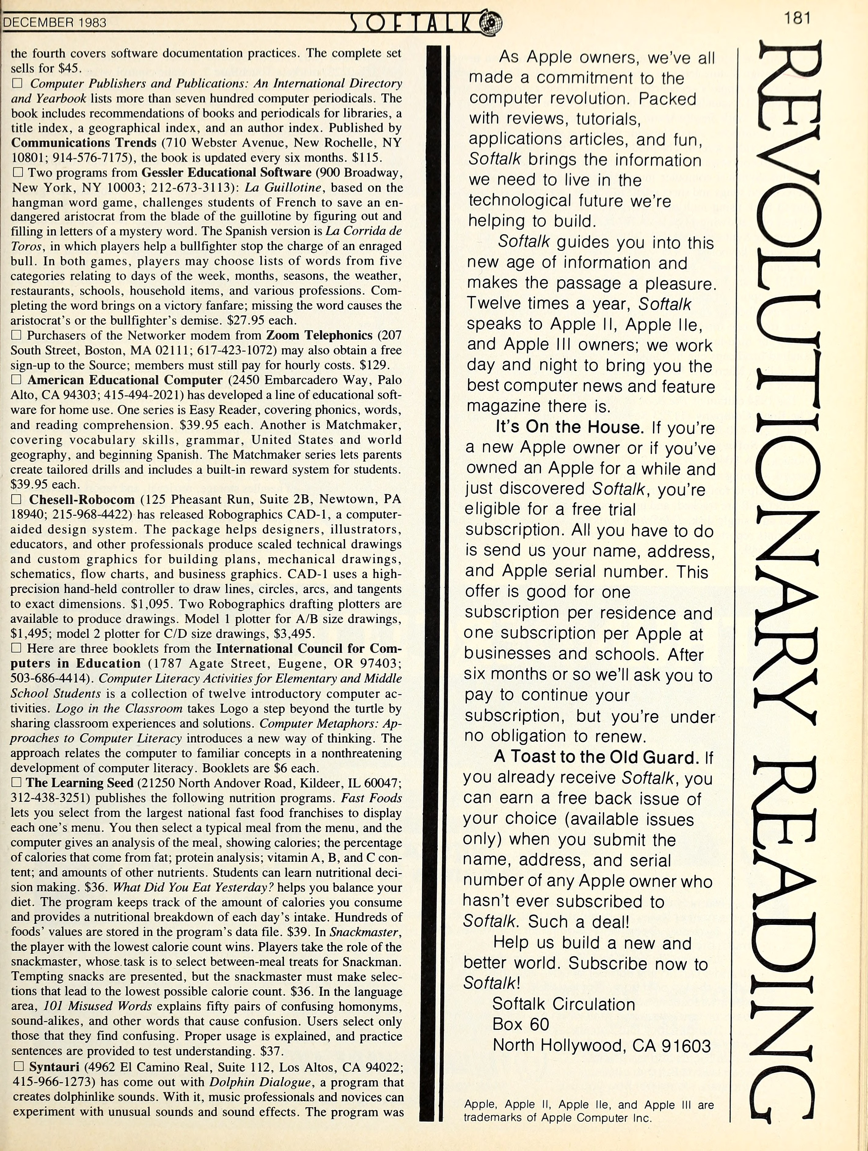 DECEMBER 1983
SOFTALK
181
the fourth covers software documentation practices. The complete set
sells for $45.
□ Computer Publishers and Publications: An International Directory
and Yearbook lists more than seven hundred computer periodicals. The
book includes recommendations of books and periodicals for libraries, a
title index, a geographical index, and an author index. Published by
Communications Trends (710 Webster Avenue, New Rochelle, NY
10801; 914-576-7175), the book is updated every six months. $115.
□ Two programs from Gessler Educational Software (900 Broadway,
New York, NY 10003; 212-673-3113): La Guillotine, based on the
hangman word game, challenges students of French to save an en-
dangered aristocrat from the blade of the guillotine by figuring out and
filling in letters of a mystery word. The Spanish version is La Corrida de
Toros, in which players help a bullfighter stop the charge of an enraged
bull. In both games, players may choose lists of words from five
categories relating to days of the week, months, seasons, the weather,
restaurants, schools, household items, and various professions. Com-
pleting the word brings on a victory fanfare; missing the word causes the
aristocrat's or the bullfighter's demise. $27.95 each.
□ Purchasers of the Networker modem from Zoom Telephonics (207
South Street, Boston, MA 02111; 617-423-1072) may also obtain a free
sign-up to the Source; members must still pay for hourly costs. $129.
□ American Educational Computer (2450 Embarcadero Way, Palo
Alto, CA 94303; 415-494-2021) has developed a line of educational soft-
ware for home use. One series is Easy Reader, covering phonics, words,
and reading comprehension. $39.95 each. Another is Matchmaker,
covering vocabulary skills, grammar, United States and world
geography, and beginning Spanish. The Matchmaker series lets parents
create tailored drills and includes a built-in reward system for students.
$39.95 each.
□ Chesell-Robocom (125 Pheasant Run, Suite 2B, Newtown, PA
18940; 215-968-4422) has released Robographics CAD-1, a computer-
aided design system. The package helps designers, illustrators,
educators, and other professionals produce scaled technical drawings
and custom graphics for building plans, mechanical drawings,
schematics, flow charts, and business graphics. CAD-1 uses a high-
precision hand-held controller to draw lines, circles, arcs, and tangents
to exact dimensions. $1,095. Two Robographics drafting plotters are
available to produce drawings. Model 1 plotter for A/B size drawings,
$1,495; model 2 plotter for C/D size drawings, $3,495.
□ Here are three booklets from the International Council for Com-
puters in Education (1787 Agate Street, Eugene, OR 97403;
503-686-4414). Computer Literacy Activities for Elementary and Middle
School Students is a collection of twelve introductory computer ac-
tivities. Logo in the Classroom takes Logo a step beyond the turtle by
sharing classroom experiences and solutions. Computer Metaphors: Ap-
proaches to Computer Literacy introduces a new way of thinking. The
approach relates the computer to familiar concepts in a nonthreatening
development of computer literacy. Booklets are $6 each.
□ The Learning Seed (21250 North Andover Road, Kildeer, IL 60047;
312-438-3251) publishes the following nutrition programs. Fast Foods
lets you select from the largest national fast food franchises to display
each one's menu. You then select a typical meal from the menu, and the
computer gives an analysis of the meal, showing calories; the percentage
of calories that come from fat; protein analysis; vitamin A, B, and C con-
tent; and amounts of other nutrients. Students can learn nutritional deci-
sion making. $36. What Did You Eat Yesterday? helps you balance your
diet. The program keeps track of the amount of calories you consume
and provides a nutritional breakdown of each day's intake. Hundreds of
foods' values are stored in the program's data file. $39. In Snackmaster,
the player with the lowest calorie count wins. Players take the role of the
snackmaster, whose task is to select between-meal treats for Snackman.
Tempting snacks are presented, but the snackmaster must make selec-
tions that lead to the lowest possible calorie count. $36. In the language
area, 101 Misused Words explains fifty pairs of confusing homonyms,
sound-alikes, and other words that cause confusion. Users select only
those that they find confusing. Proper usage is explained, and practice
sentences are provided to test understanding. $37.
□ Syntauri (4962 El Camino Real, Suite 112, Los Altos, CA 94022;
415-966-1273) has come out with Dolphin Dialogue, a program that
creates dolphinlike sounds. With it, music professionals and novices can
experiment with unusual sounds and sound effects. The program was
As Apple owners, we've all
made a commitment to the
computer revolution. Packed
with reviews, tutorials,
applications articles, and fun,
Softalk brings the information
we need to live in the
technological future we're
helping to build.
Softalk guides you into this
new age of information and
makes the passage a pleasure.
Twelve times a year, Softalk
speaks to Apple II, Apple IIe,
and Apple III owners; we work
day and night to bring you the
best computer news and feature
magazine there is.
It's On the House. If you're
a new Apple owner or if you've
owned an Apple for a while and
just discovered Softalk, you're
eligible for a free trial
subscription. All you have to do
is send us your name, address,
and Apple serial number. This
offer is good for one
subscription per residence and
one subscription per Apple at
businesses and schools. After
six months or so we'll ask you to
pay to continue your
subscription, but you're under
no obligation to renew.
A Toast to the Old Guard. If
you already receive Softalk, you
can earn a free back issue of
your choice (available issues
only) when you submit the
name, address, and serial
number of any Apple owner who
hasn't ever subscribed to
Softalk. Such a deal!
Help us build a new and
better world. Subscribe now to
Softalk!
Softalk Circulation
Box 60
North Hollywood, CA 91603
Apple, Apple II, Apple IIe, and Apple III are
trademarks of Apple Computer Inc.
REVOLUTIONARY READING